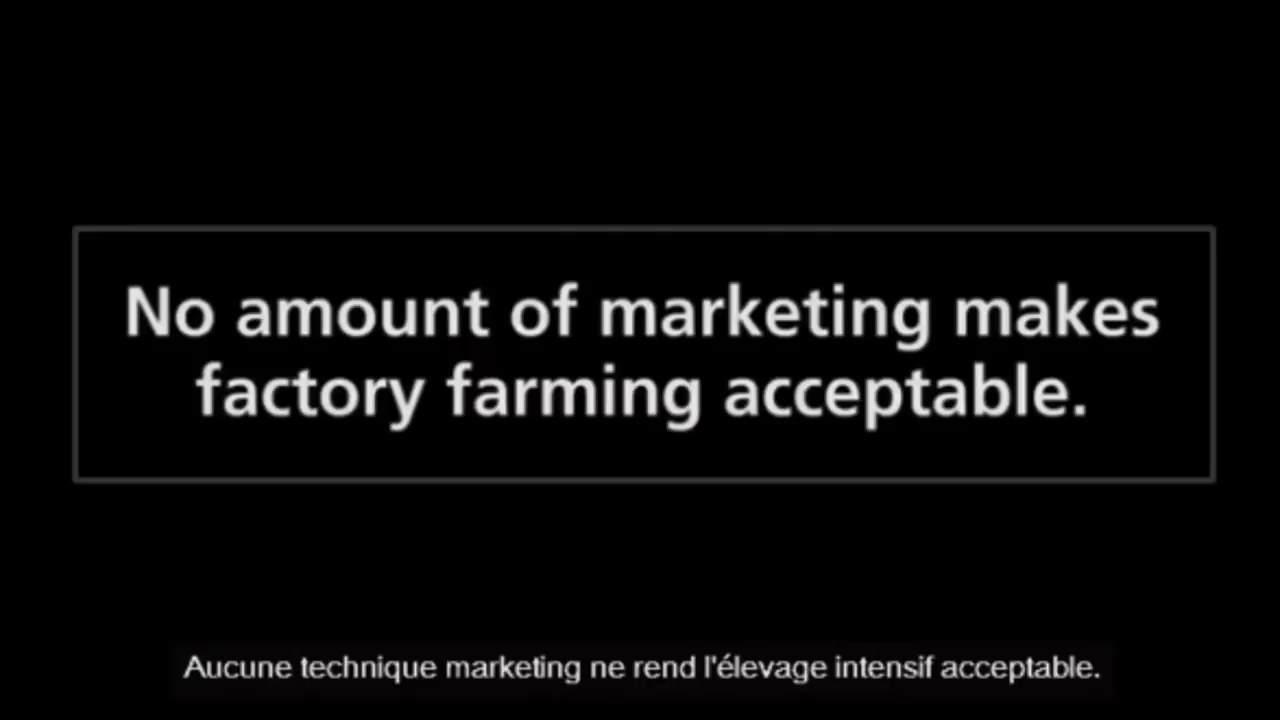 No amount of marketing makes
factory farming acceptable.
Aucune technique marketing ne rend l'élevage intensif acceptable.